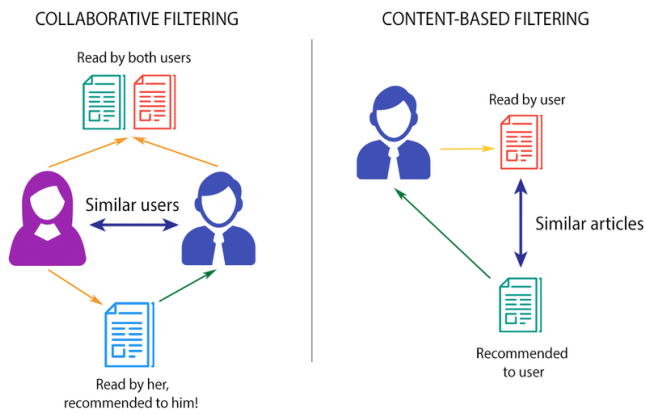 COLLABORATIVE FILTERING
Read by both users
Similar users
Read by her,
recommended to him!
CONTENT-BASED FILTERING
Read by user
Similar articles
Recommended
to user